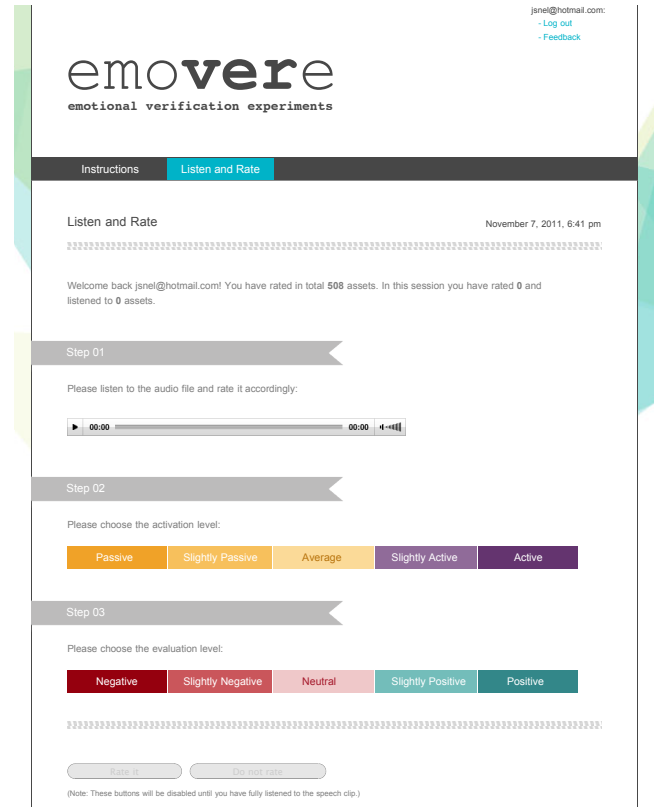 jsnel@hotmail.com:
- Log out
- Feedback
emovere
emotional verification experiments
Instructions
Listen and Rate
Listen and Rate
November 7, 2011, 6:41 pm
Welcome back jsnel@hotmail.com! You have rated in total 508 assets. In this session you have rated 0 and
listened to 0 assets.
Step 01
Please listen to the audio file and rate it accordingly:
00:00 00:00
Step 02
Please choose the activation level:
Passive Slightly Passive Average Slightly Active Active
Step 03
Please choose the evaluation level:
Negative Slightly Negative Neutral Slightly Positive Positive
Rate It Do not rate
(Note: These buttons will be disabled until you have fully listened to the speech clip.)